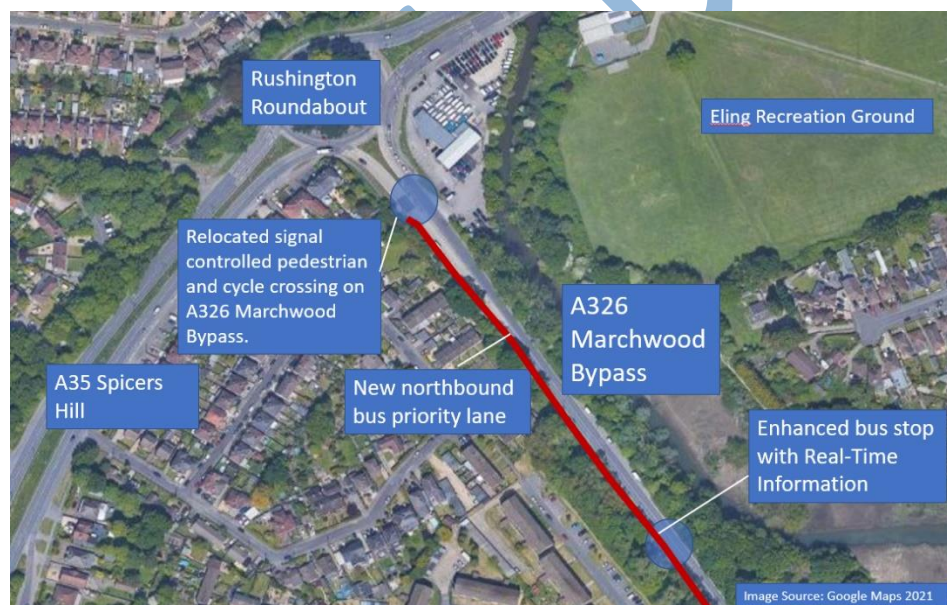 Rushington
Roundabout
Eling Recreation Ground
Relocated signal
controlled pedestrian
and cycle crossing on
A326 Marchwood
Bypass.
A326
Marchwood
Bypass
A35 Spicers
Hill
New northbound
bus priority lane
Enhanced bus stop
with Real-Time
Information
Image Source: Google Maps 2021